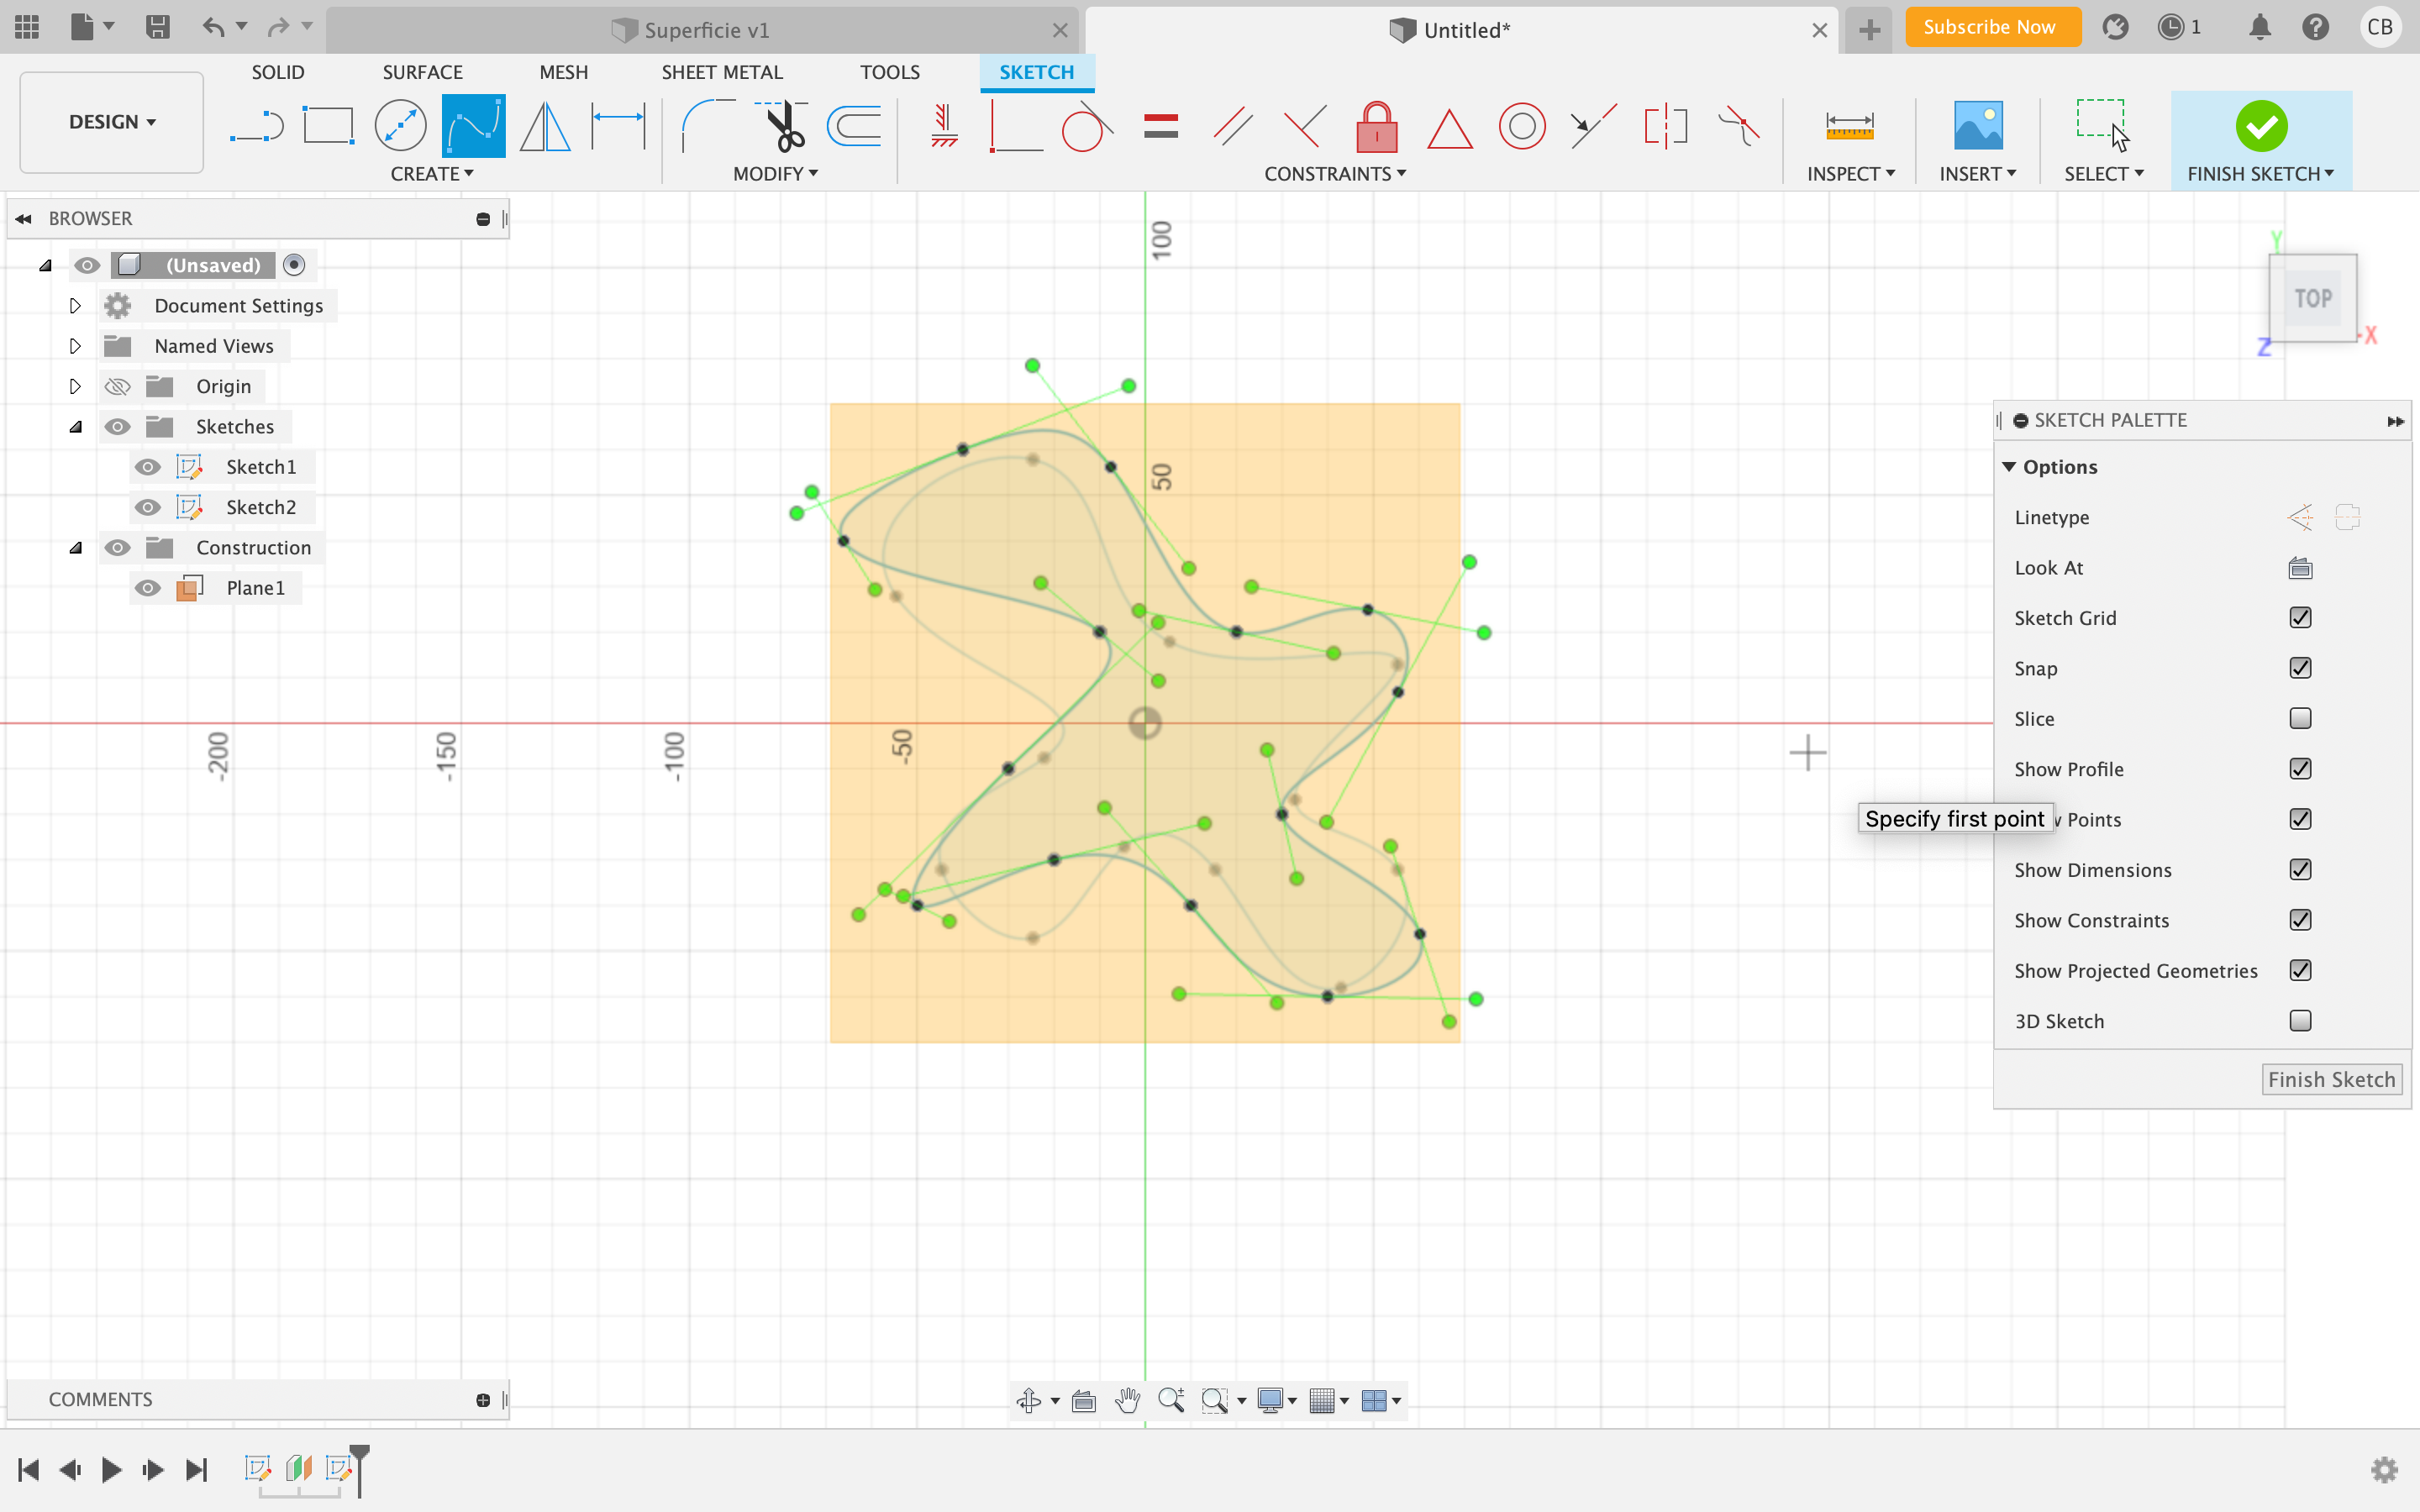 Superficie v1
Untitled*
Subscribe Now
1
CB
DESIGN
SOLID
SURFACE
MESH
SHEET METAL
TOOLS
SKETCH
CREATE
MODIFY
CONSTRAINTS
INSPECT
INSERT
SELECT
FINISH SKETCH
BROWSER
(Unsaved)
Document Settings
Named Views
Origin
Sketches
Sketch1
Sketch2
Construction
Plane1
100
50
-200
-150
-100
-50
Y
TOP
X
Z
SKETCH PALETTE
Options
Linetype
Look At
Sketch Grid
Snap
Slice
Show Profile
Specify first point
Points
Show Dimensions
Show Constraints
Show Projected Geometries
3D Sketch
Finish Sketch
COMMENTS